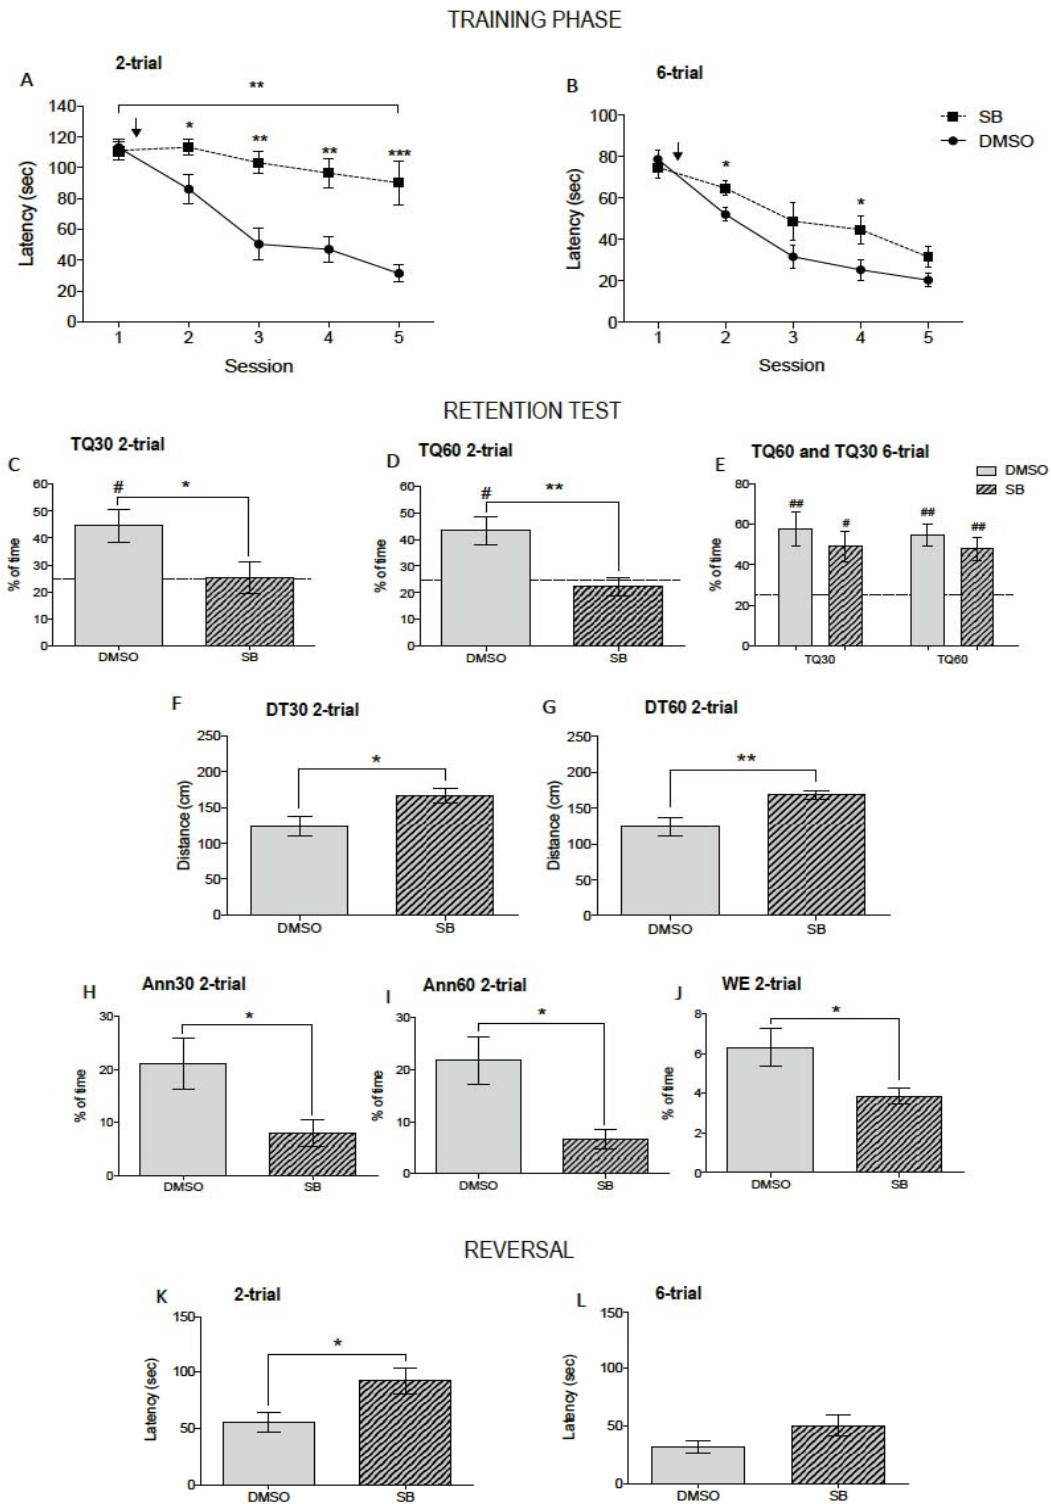 TRAINING PHASE
A
2-trial
**
* ** ** ***
140
120
100
80
60
40
20
0
Latency (sec)
1 2 3 4 5
Session
B
6-trial
* *
100
80
60
40
20
0
Latency (sec)
1 2 3 4 5
Session
SB
DMSO
RETENTION TEST
C
TQ30 2-trial
# *
60
50
40
30
20
10
0
% of time
DMSO SB
D
TQ60 2-trial
# **
60
50
40
30
20
10
0
% of time
DMSO SB
E
TQ60 and TQ30 6-trial
DMSO
SB
## # ## ##
80
60
40
20
0
% of time
TQ30 TQ60
F
DT30 2-trial
*
250
200
150
100
50
0
Distance (cm)
DMSO SB
G
DT60 2-trial
**
250
200
150
100
50
0
Distance (cm)
DMSO SB
H
Ann30 2-trial
*
30
20
10
0
% of time
DMSO SB
I
Ann60 2-trial
*
30
20
10
0
% of time
DMSO SB
J
WE 2-trial
*
8
6
4
2
0
% of time
DMSO SB
REVERSAL
K
2-trial
*
150
100
50
0
Latency (sec)
DMSO SB
L
6-trial
150
100
50
0
Latency (sec)
DMSO SB